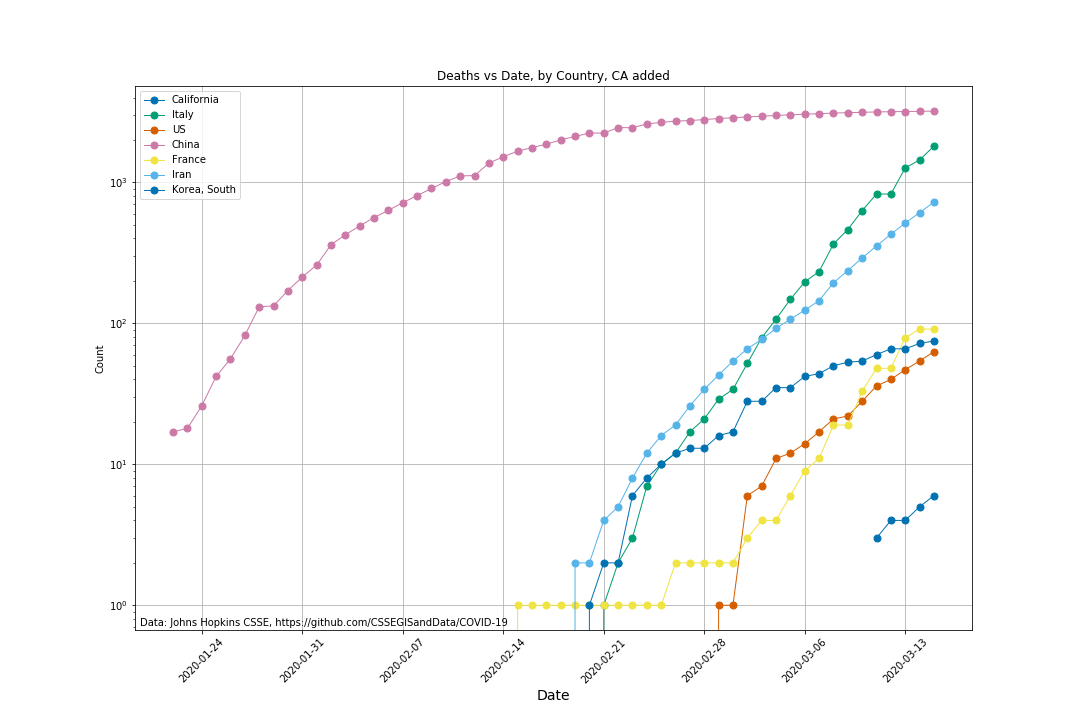 Deaths vs Date, by Country, CA added
California
Italy
US
China
France
Iran
Korea, South
10³
10²
10¹
10⁰
Count
Data: Johns Hopkins CSSE, https://github.com/CSSEGISandData/COVID-19
2020-01-24
2020-01-31
2020-02-07
2020-02-14
2020-02-21
2020-02-28
2020-03-06
2020-03-13
Date